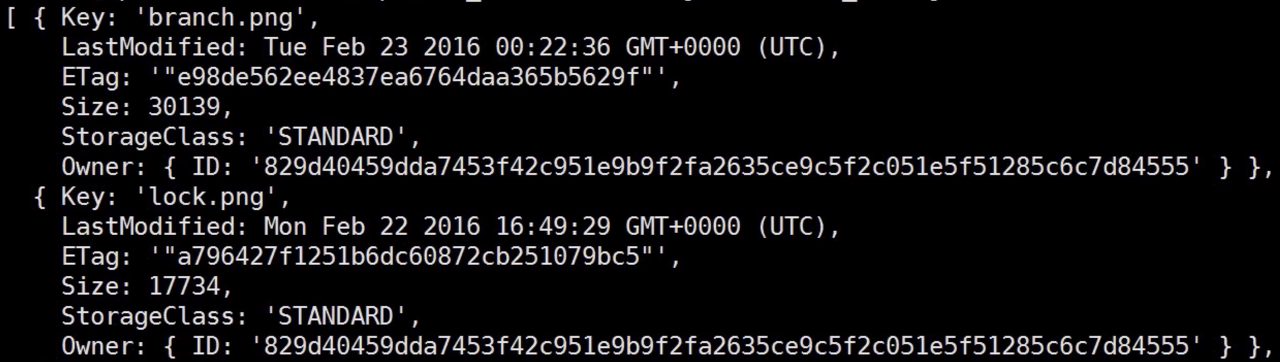 [ { Key: 'branch.png',
LastModified: Tue Feb 23 2016 00:22:36 GMT+0000 (UTC),
ETag: '"e98de562ee4837ea6764daa365b5629f"',
Size: 30139,
StorageClass: 'STANDARD',
Owner: { ID: '829d40459dda7453f42c951e9b9f2fa2635ce9c5f2c051e5f51285c6c7d84555' } },
{ Key: 'lock.png',
LastModified: Mon Feb 22 2016 16:49:29 GMT+0000 (UTC),
ETag: '"a796427f1251b6dc60872cb251079bc5"',
Size: 17734,
StorageClass: 'STANDARD',
Owner: { ID: '829d40459dda7453f42c951e9b9f2fa2635ce9c5f2c051e5f51285c6c7d84555' } },